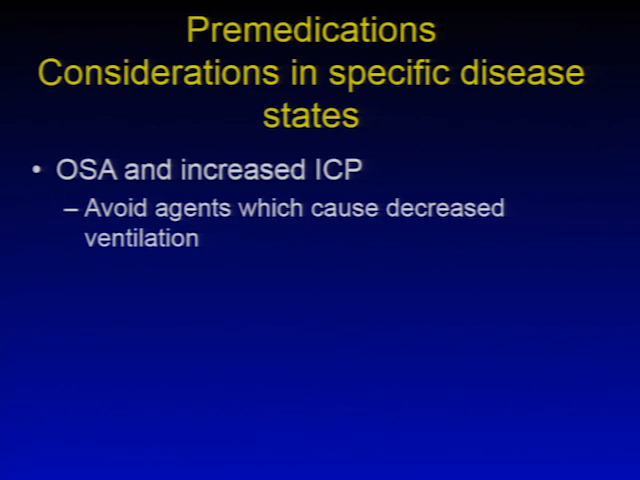 Premedications
Considerations in specific disease
states
• OSA and increased ICP
– Avoid agents which cause decreased
ventilation